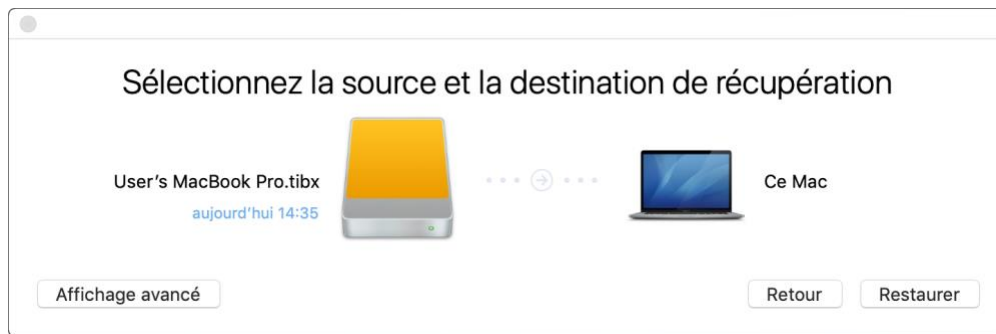 Sélectionnez la source et la destination de récupération
User's MacBook Pro.tibx
aujourd'hui 14:35
Ce Mac
Affichage avancé
Retour
Restaurer